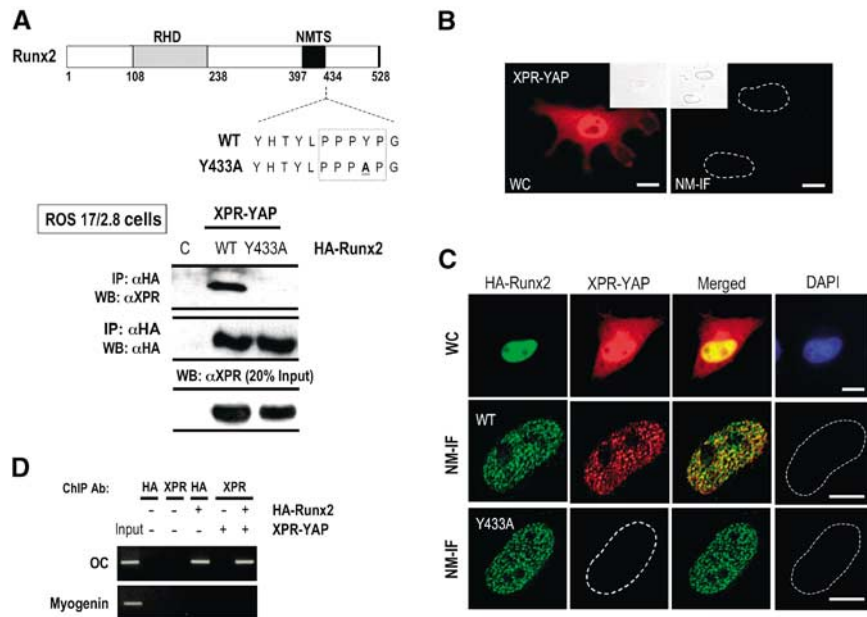 A
RHD
NMTS
Runx2
1 108 238 397 434 528
WT Y H T Y L P P P Y P G
Y433A Y H T Y L P P P A P G
ROS 17/2.8 cells
XPR-YAP
C WT Y433A HA-Runx2
IP: αHA
WB: αXPR
IP: αHA
WB: αHA
WB: αXPR (20% Input)
B
XPR-YAP
WC
NM-IF
C
HA-Runx2 XPR-YAP Merged DAPI
WC
WT
NM-IF
Y433A
NM-IF
D
ChIP Ab: HA XPR HA XPR
- - + - + HA-Runx2
Input - - - + + XPR-YAP
OC
Myogenin